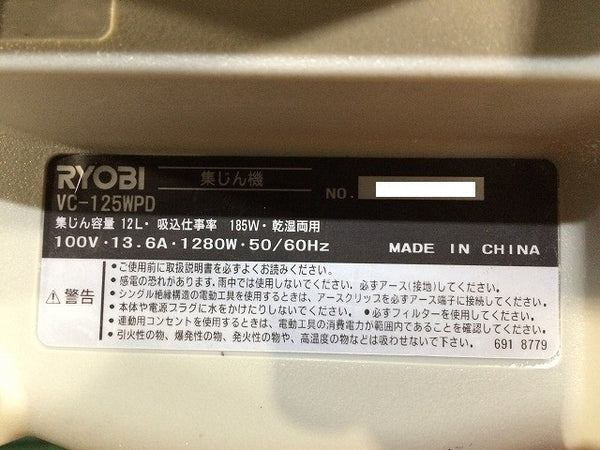 RYOBI 集じん機 NO.
VC-125WPD
集じん容量 12L・吸込仕事率 185W・乾湿両用
100V・13.6A・1280W・50/60Hz MADE IN CHINA
⚠警告
・ご使用前に取扱説明書を必ずよくお読みください。
・感電の恐れがあります。雨中では使用しないでください。必ずアース(接地)してください。
・シングル絶縁構造の電動工具を使用するときは、アースクリップを必ずアース端子に接続してください。
・本体や電源プラグに水をかけたりしないでください。 ・必ずフィルターを使用してください。
・連動用コンセントを使用するときは、電動工具の消費電力が範囲内であることを確認してください。
・引火性の物、爆発性の物、発火性の物や、高温度の物などは吸わせないで下さい。 691 8779